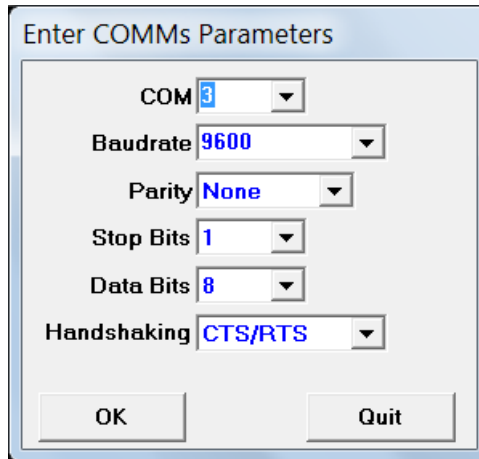 Enter COMMs Parameters
COM 3
Baudrate 9600
Parity None
Stop Bits 1
Data Bits 8
Handshaking CTS/RTS
OK Quit